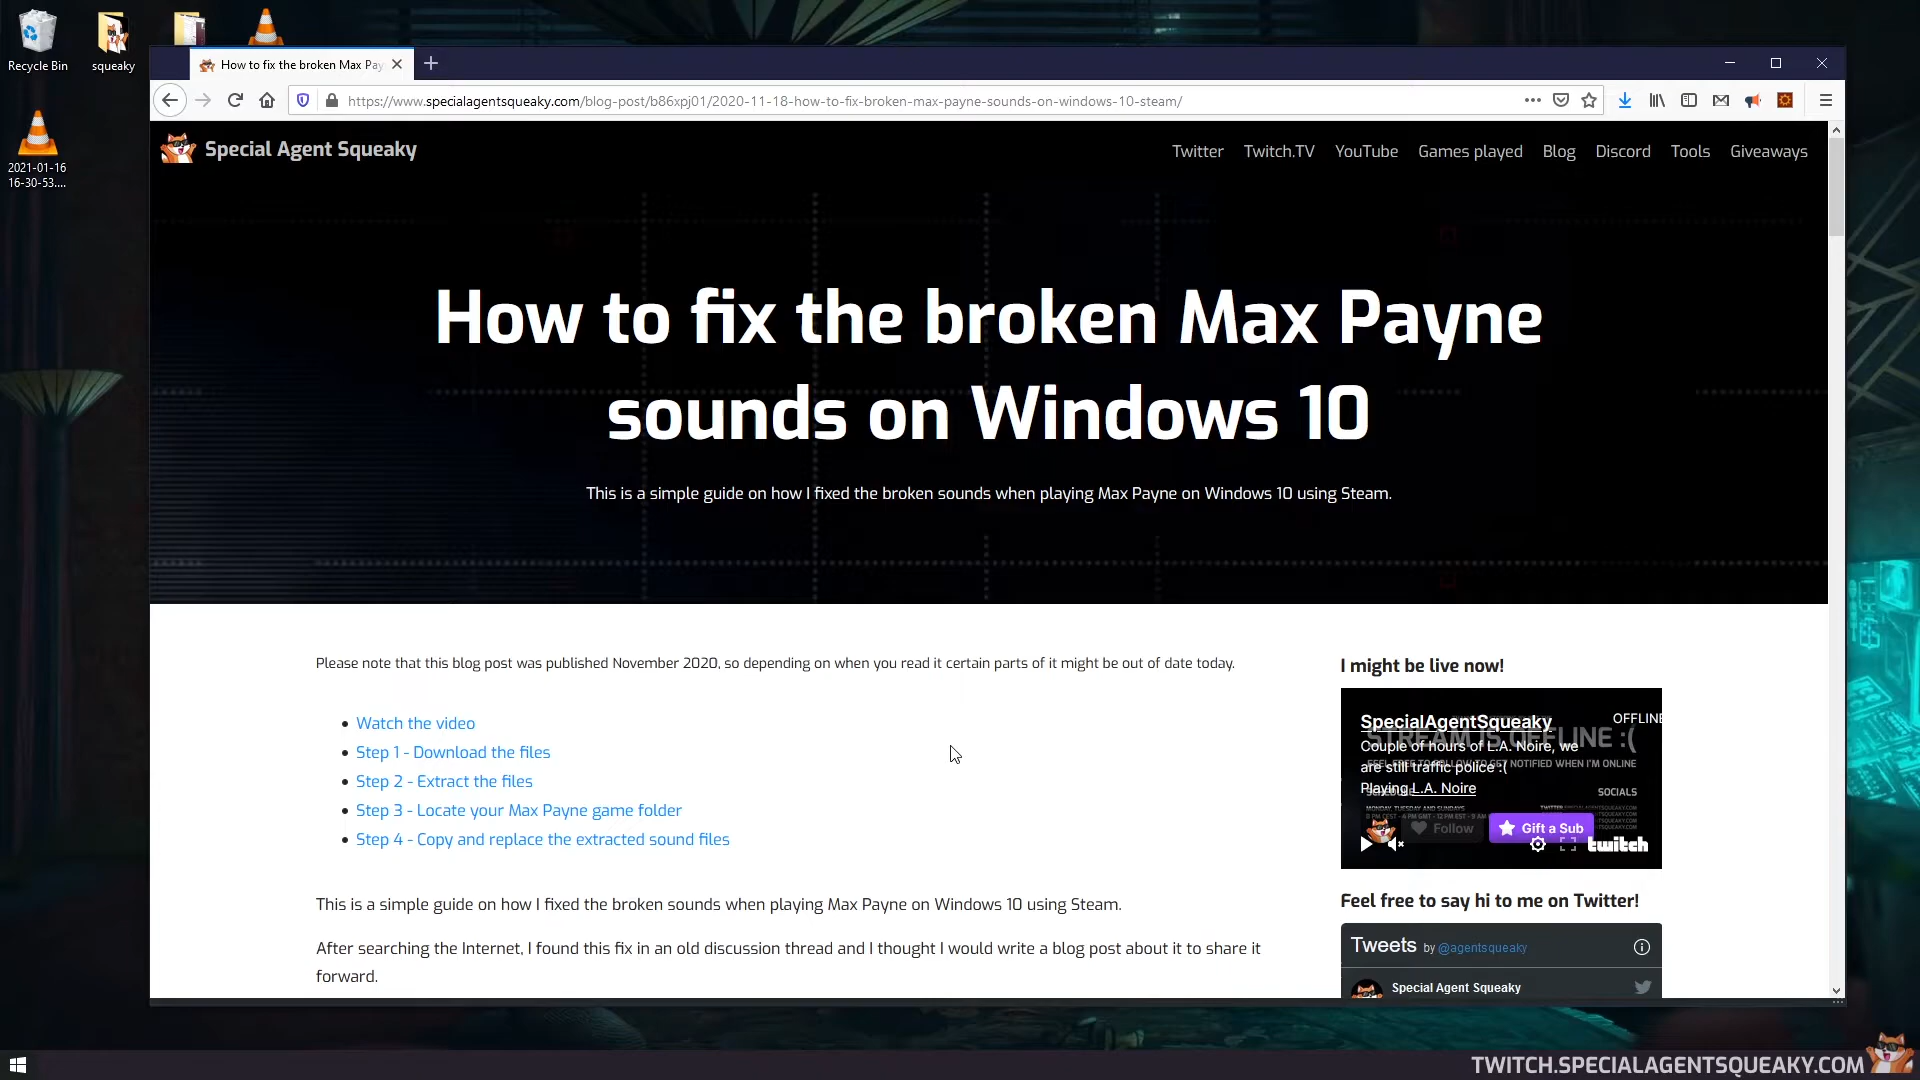 Recycle Bin
squeaky
2021-01-16
16-30-53....
How to fix the broken Max Pay
https://www.specialagentsqueaky.com/blog-post/b86xpj01/2020-11-18-how-to-fix-broken-max-payne-sounds-on-windows-10-steam/
Special Agent Squeaky
Twitter
Twitch.TV
YouTube
Games played
Blog
Discord
Tools
Giveaways
How to fix the broken Max Payne
sounds on Windows 10
This is a simple guide on how I fixed the broken sounds when playing Max Payne on Windows 10 using Steam.
Please note that this blog post was published November 2020, so depending on when you read it certain parts of it might be out of date today.
Watch the video
Step 1 - Download the files
Step 2 - Extract the files
Step 3 - Locate your Max Payne game folder
Step 4 - Copy and replace the extracted sound files
This is a simple guide on how I fixed the broken sounds when playing Max Payne on Windows 10 using Steam.
After searching the Internet, I found this fix in an old discussion thread and I thought I would write a blog post about it to share it
forward.
I might be live now!
SpecialAgentSqueaky
OFFLINE
STREAM IS OFFLINE :(
Couple of hours of L.A. Noire, we
are still traffic police :(
Playing L.A. Noire
SOCIALS
Follow
Gift a Sub
twitch
Feel free to say hi to me on Twitter!
Tweets by @agentsqueaky
Special Agent Squeaky
TWITCH.SPECIALAGENTSQUEAKY.COM